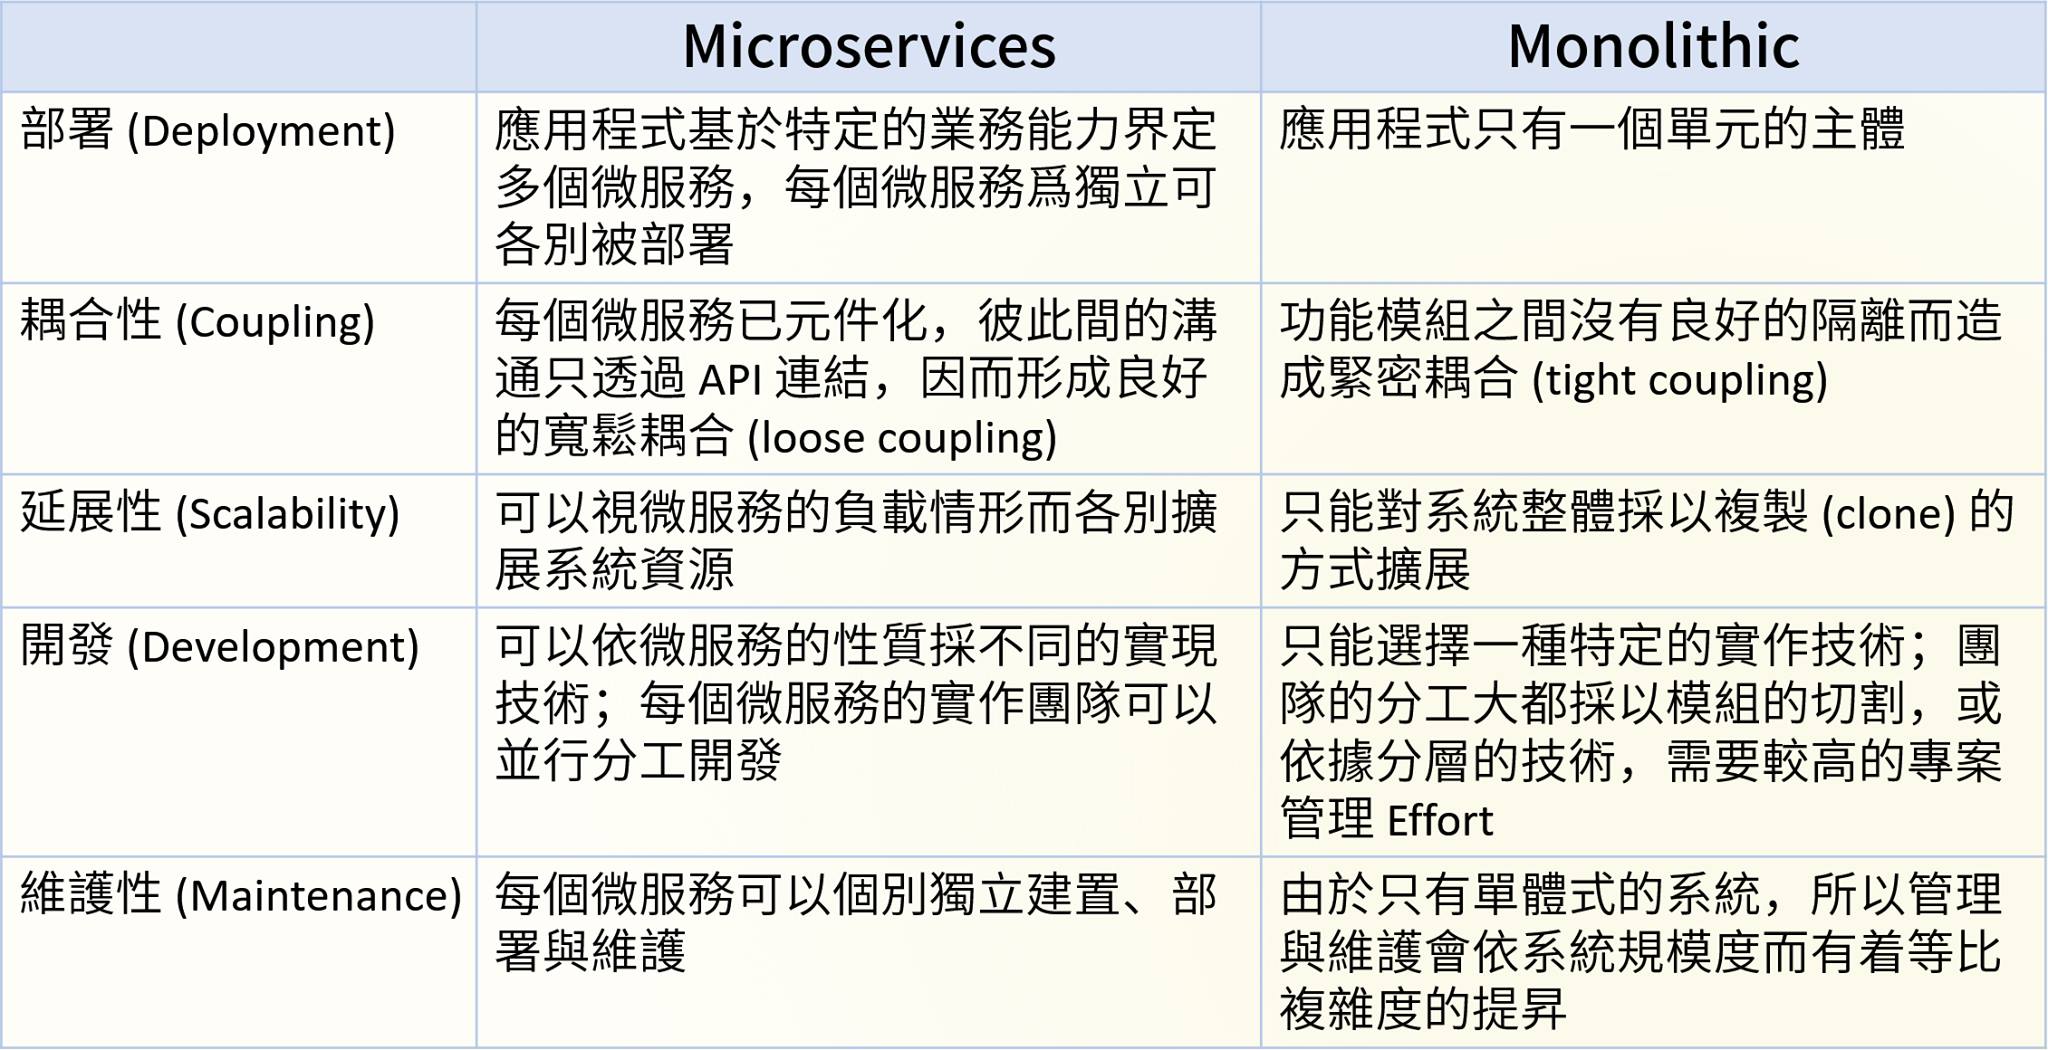 Microservices
Monolithic
部署 (Deployment)
應用程式基於特定的業務能力界定
多個微服務，每個微服務爲獨立可
各別被部署
應用程式只有一個單元的主體
耦合性 (Coupling)
每個微服務已元件化，彼此間的溝
通只透過 API 連結，因而形成良好
的寬鬆耦合 (loose coupling)
功能模組之間沒有良好的隔離而造
成緊密耦合 (tight coupling)
延展性 (Scalability)
可以視微服務的負載情形而各別擴
展系統資源
只能對系統整體採以複製 (clone) 的
方式擴展
開發 (Development)
可以依微服務的性質採不同的實現
技術；每個微服務的實作團隊可以
並行分工開發
只能選擇一種特定的實作技術；團
隊的分工大都採以模組的切割，或
依據分層的技術，需要較高的專案
管理 Effort
維護性 (Maintenance)
每個微服務可以個別獨立建置、部
署與維護
由於只有單體式的系統，所以管理
與維護會依系統規模度而有着等比
複雜度的提昇